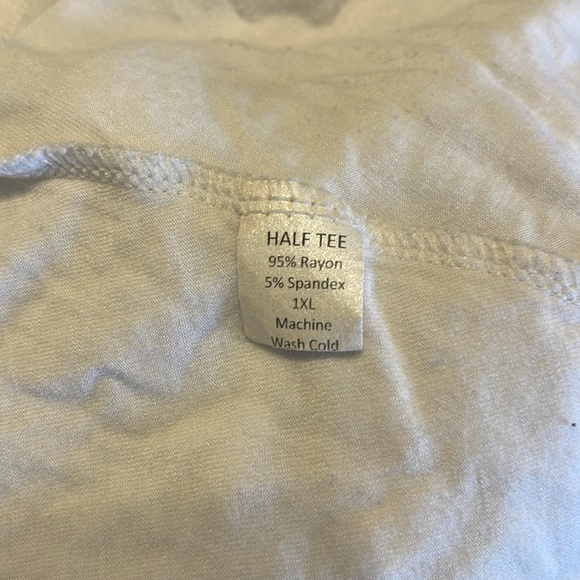 HALF TEE
95% Rayon
5% Spandex
1XL
Machine
Wash Cold